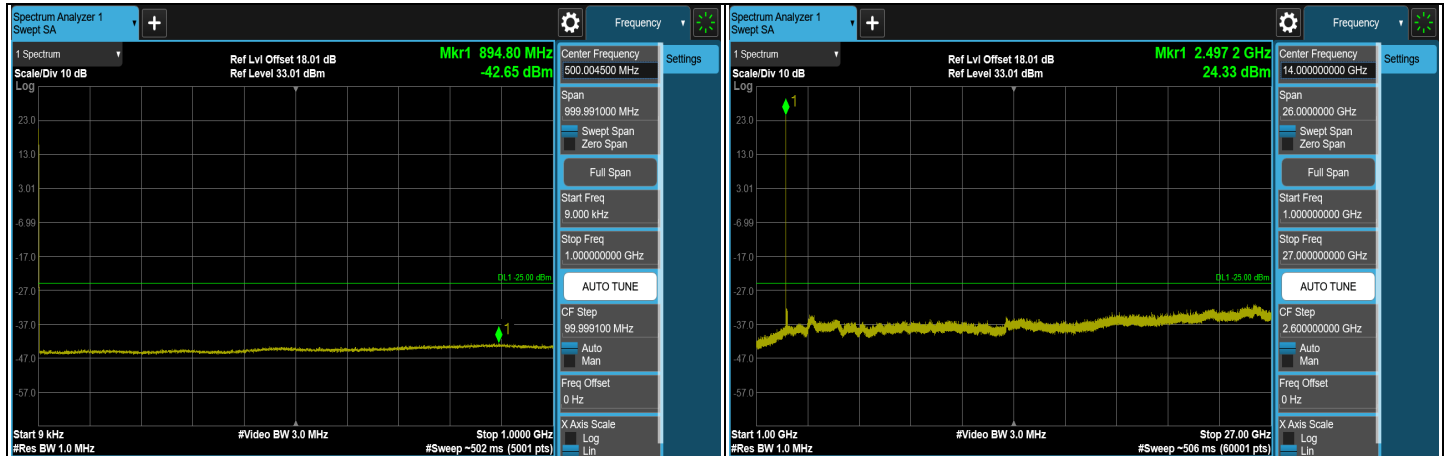 Spectrum Analyzer 1
Swept SA
+
Frequency
1 Spectrum
Scale/Div 10 dB
Log
Ref Lvl Offset 18.01 dB
Ref Level 33.01 dBm
Mkr1 894.80 MHz
-42.65 dBm
23.0
13.0
3.01
-6.99
-17.0
-27.0
-37.0
-47.0
-57.0
DL1 -25.00 dBm
1
Start 9 kHz
#Res BW 1.0 MHz
#Video BW 3.0 MHz
Stop 1.0000 GHz
#Sweep ~502 ms (5001 pts)
Center Frequency
500.004500 MHz
Span
999.991000 MHz
Swept Span
Zero Span
Full Span
Start Freq
9.000 kHz
Stop Freq
1.000000000 GHz
AUTO TUNE
CF Step
99.999100 MHz
Auto
Man
Freq Offset
0 Hz
X Axis Scale
Log
Lin
Settings
Spectrum Analyzer 1
Swept SA
+
Frequency
1 Spectrum
Scale/Div 10 dB
Log
Ref Lvl Offset 18.01 dB
Ref Level 33.01 dBm
Mkr1 2.497 2 GHz
24.33 dBm
1
23.0
13.0
3.01
-6.99
-17.0
-27.0
-37.0
-47.0
-57.0
DL1 -25.00 dBm
Start 1.00 GHz
#Res BW 1.0 MHz
#Video BW 3.0 MHz
Stop 27.00 GHz
#Sweep ~506 ms (60001 pts)
Center Frequency
14.000000000 GHz
Span
26.0000000 GHz
Swept Span
Zero Span
Full Span
Start Freq
1.000000000 GHz
Stop Freq
27.000000000 GHz
AUTO TUNE
CF Step
2.600000000 GHz
Auto
Man
Freq Offset
0 Hz
X Axis Scale
Log
Lin
Settings